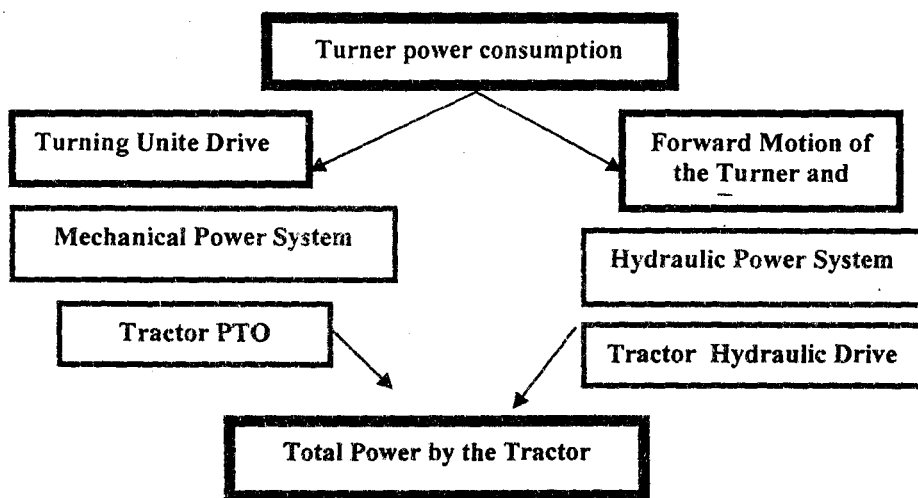 Turner power consumption
Turning Unite Drive
Forward Motion of
the Turner and
Mechanical Power System
Hydraulic Power System
Tractor PTO
Tractor Hydraulic Drive
Total Power by the Tractor